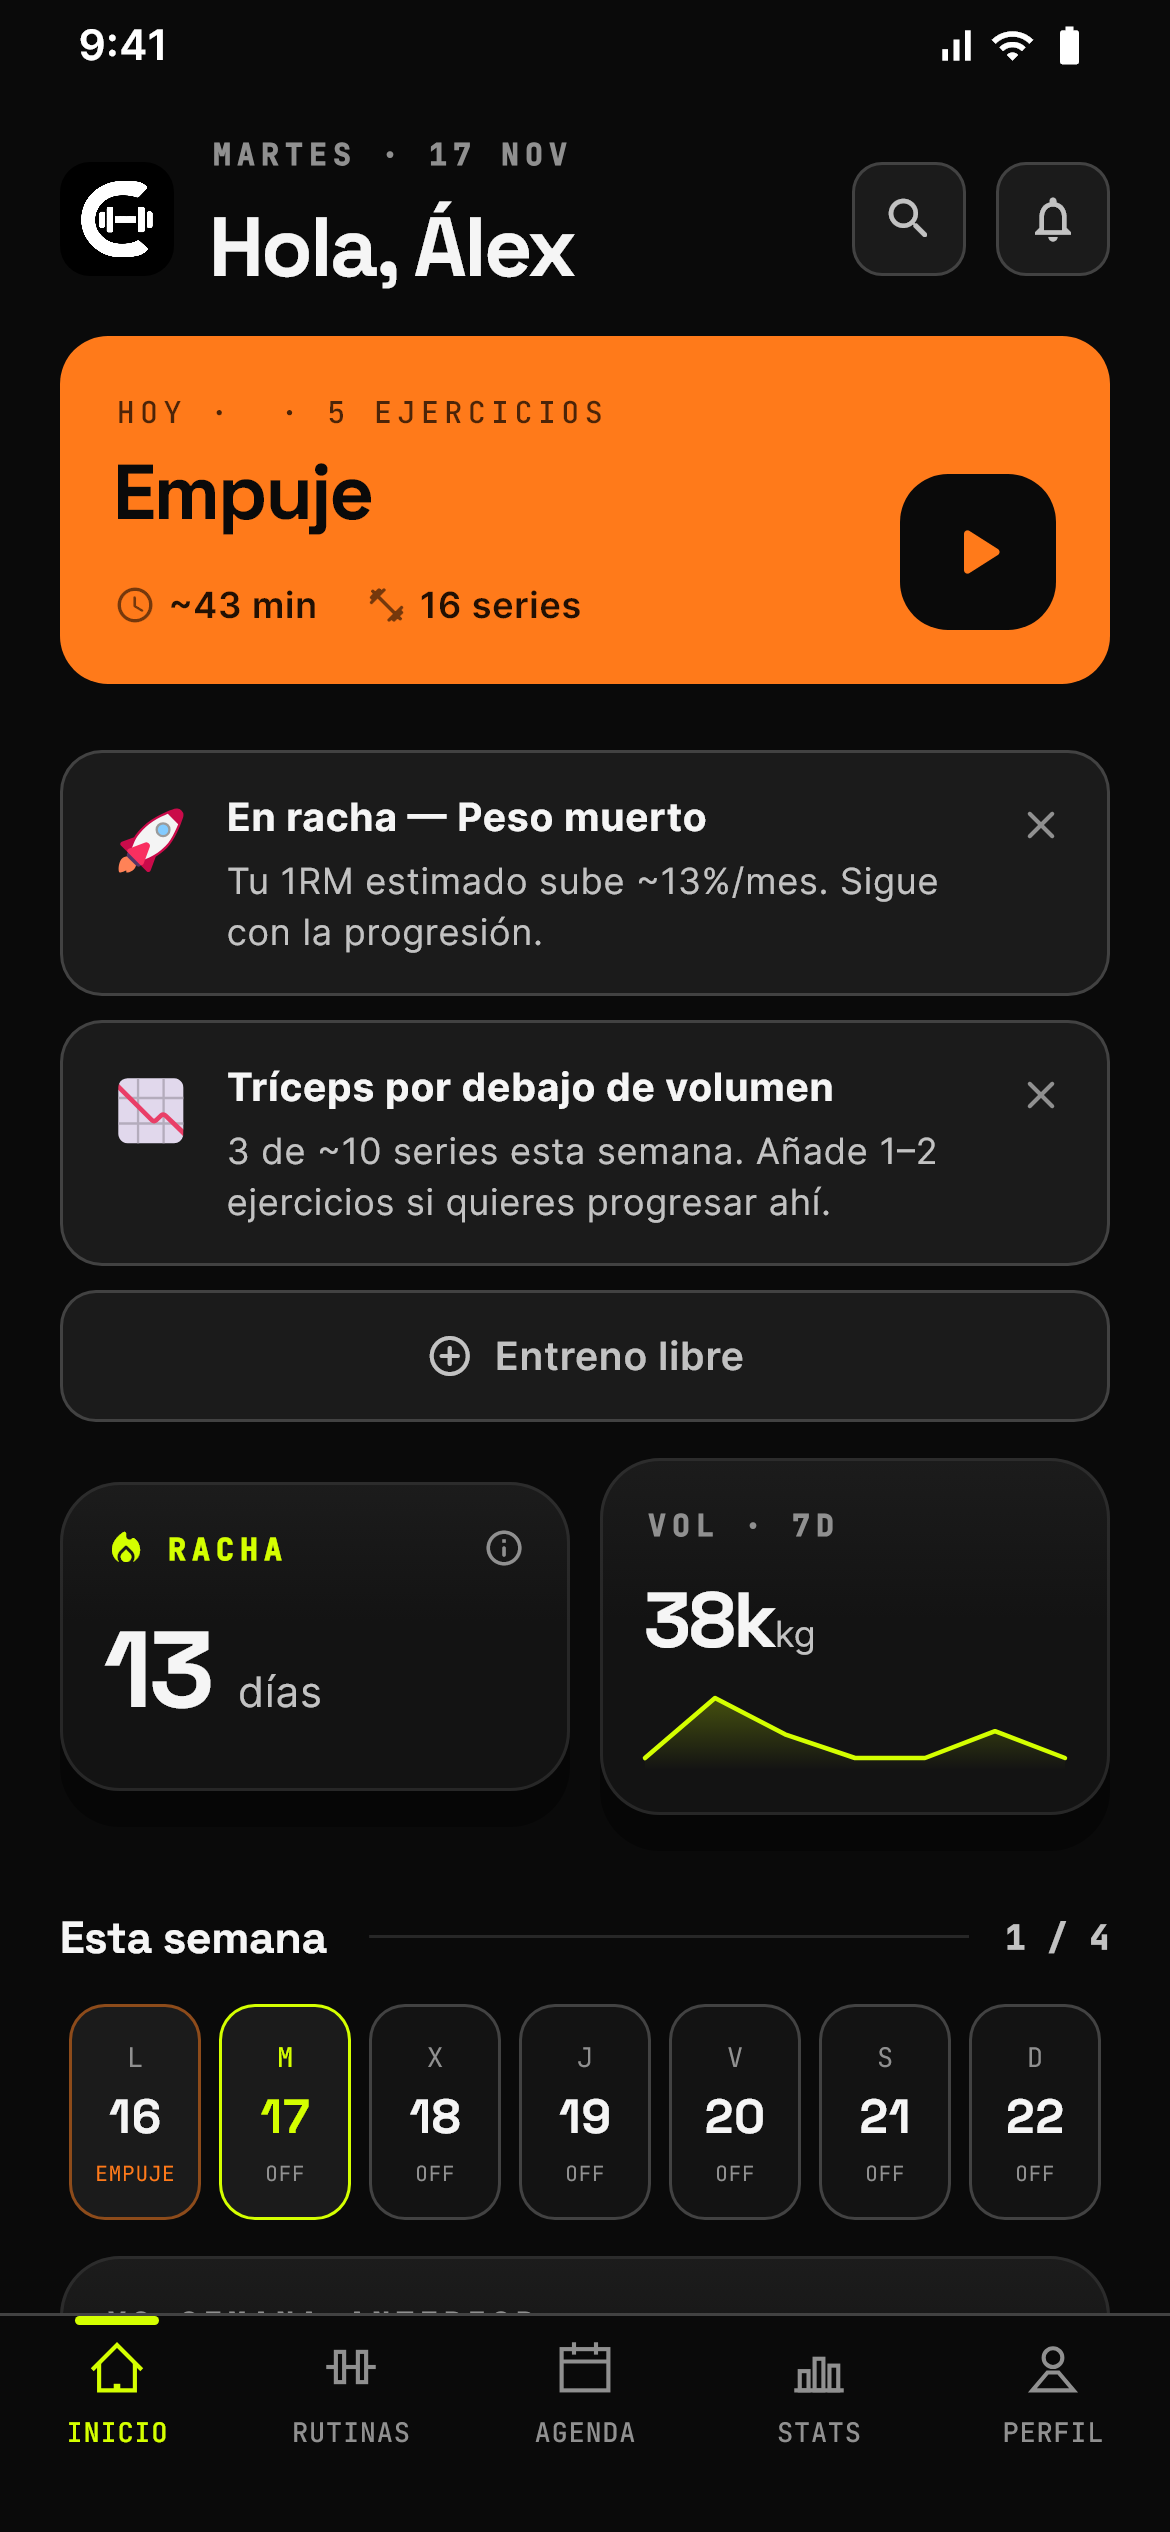 9:41
MARTES · 17 NOV
Hola, Álex
HOY · · 5 EJERCICIOS
Empuje
~43 min 16 series
En racha — Peso muerto
Tu 1RM estimado sube ~13%/mes. Sigue
con la progresión.
Tríceps por debajo de volumen
3 de ~10 series esta semana. Añade 1–2
ejercicios si quieres progresar ahí.
Entreno libre
RACHA
13 días
VOL · 7D
38kkg
Esta semana 1 / 4
L M X J V S D
16 17 18 19 20 21 22
EMPUJE OFF OFF OFF OFF OFF OFF
INICIO RUTINAS AGENDA STATS PERFIL